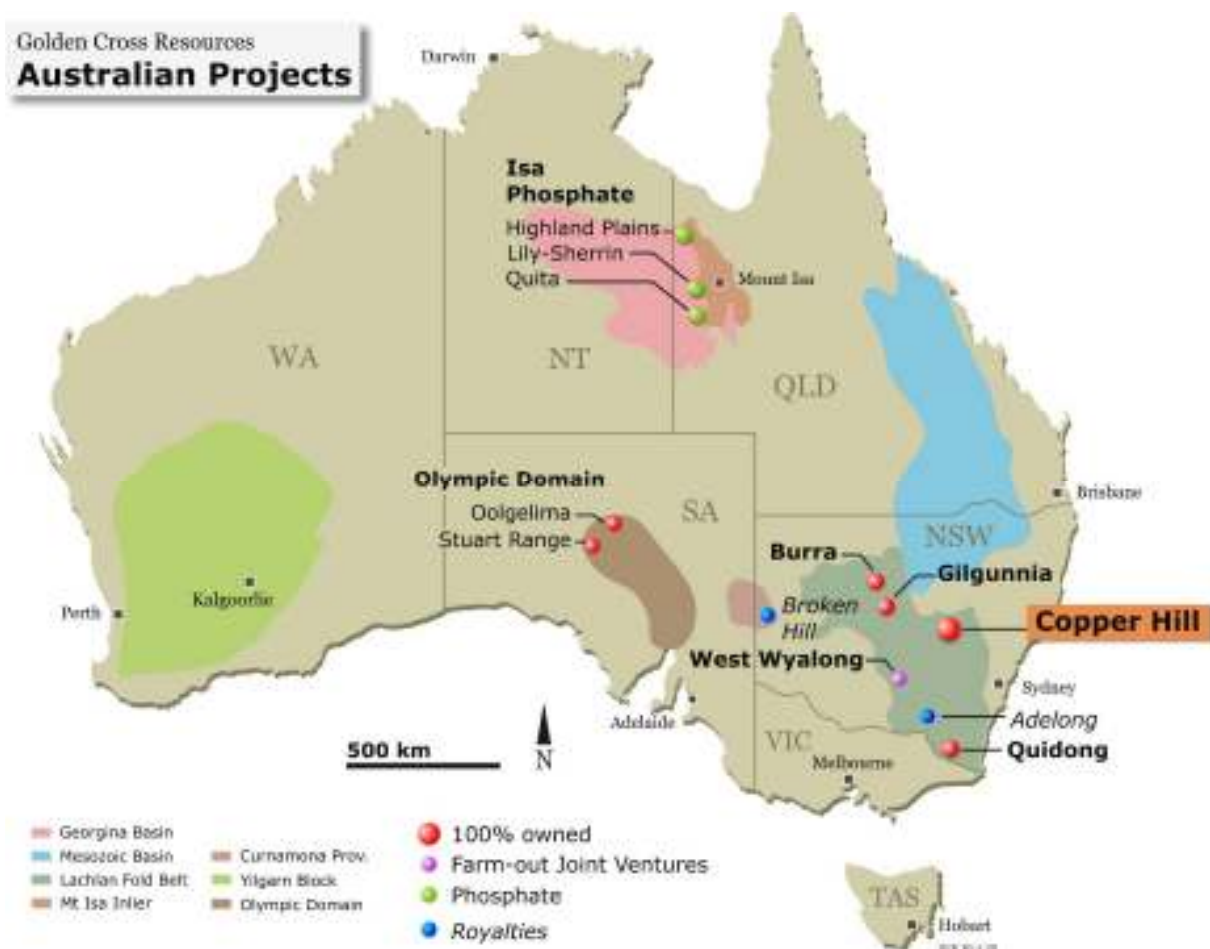 Golden Cross Resources
Australian Projects
Darwin
Isa
Phosphate
Highland Plains
Lily-Sherrin
Quita
Mount Isa
WA
NT
QLD
Olympic Domain
Oolgelima
Stuart Range
SA
Brisbane
NSW
Burra
Gilgunnia
Kalgoorlie
Perth
Broken
Hill
Copper Hill
West Wyalong
Sydney
Adelaide
Adelong
500 km
N
VIC
Melbourne
Quidong
Georgina Basin
Mesozoic Basin
Lachlan Fold Belt
Mt Isa Inlier
Curnamona Prov.
Yilgarn Block
Olympic Domain
100% owned
Farm-out Joint Ventures
Phosphate
Royalties
TAS
Hobart